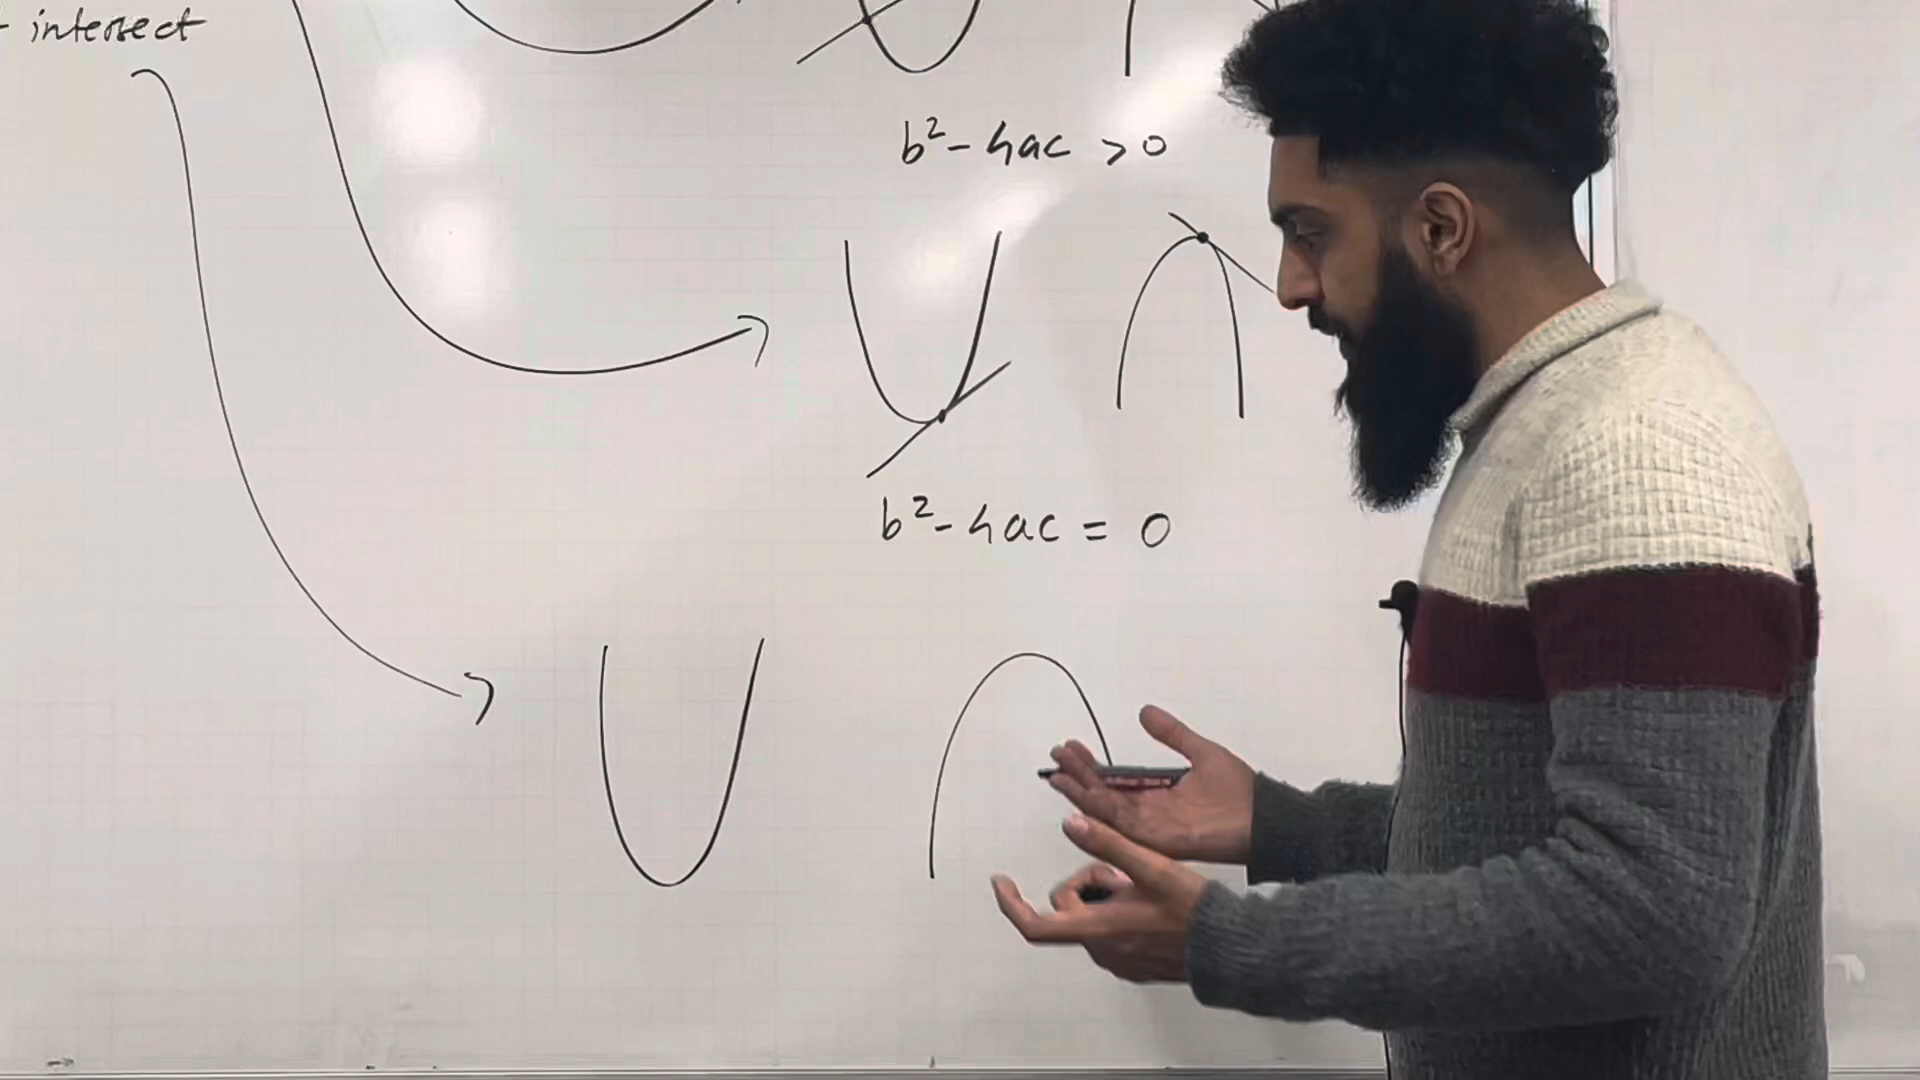 - intersect
b² - 4ac > 0
b² - 4ac = 0